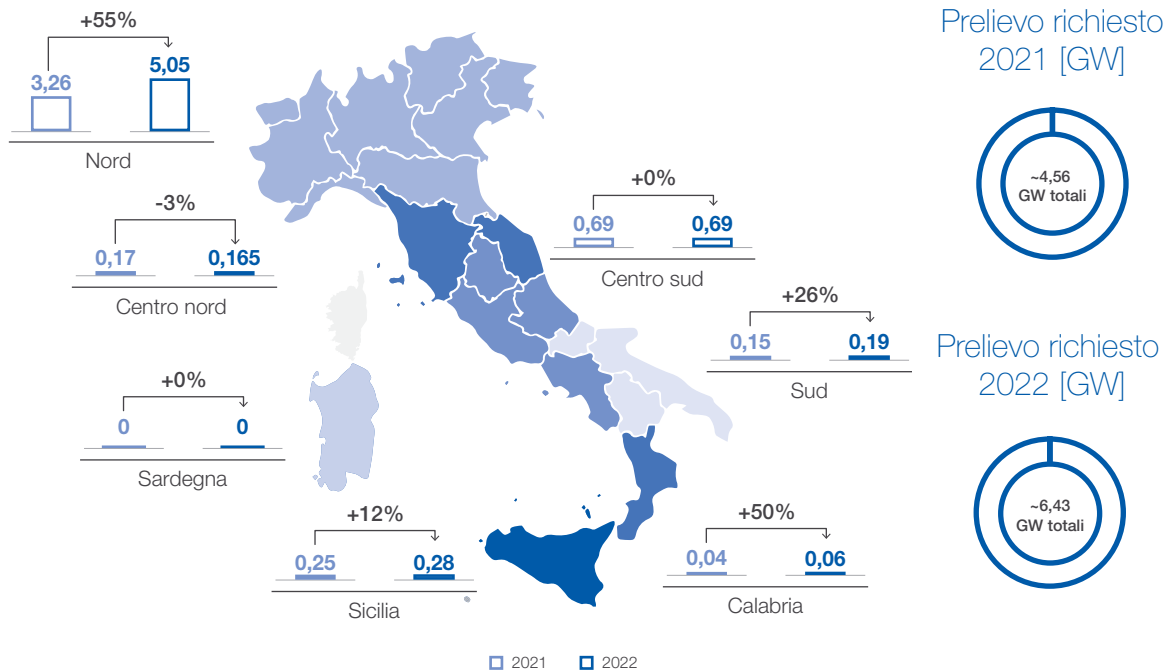 +55%
3,26
5,05
Nord
-3%
0,17
0,165
Centro nord
+0%
0
0
Sardegna
+12%
0,25
0,28
Sicilia
+0%
0,69
0,69
Centro sud
+26%
0,15
0,19
Sud
+50%
0,04
0,06
Calabria
Prelievo richiesto
2021 [GW]
~4,56
GW totali
Prelievo richiesto
2022 [GW]
~6,43
GW totali
2021
2022